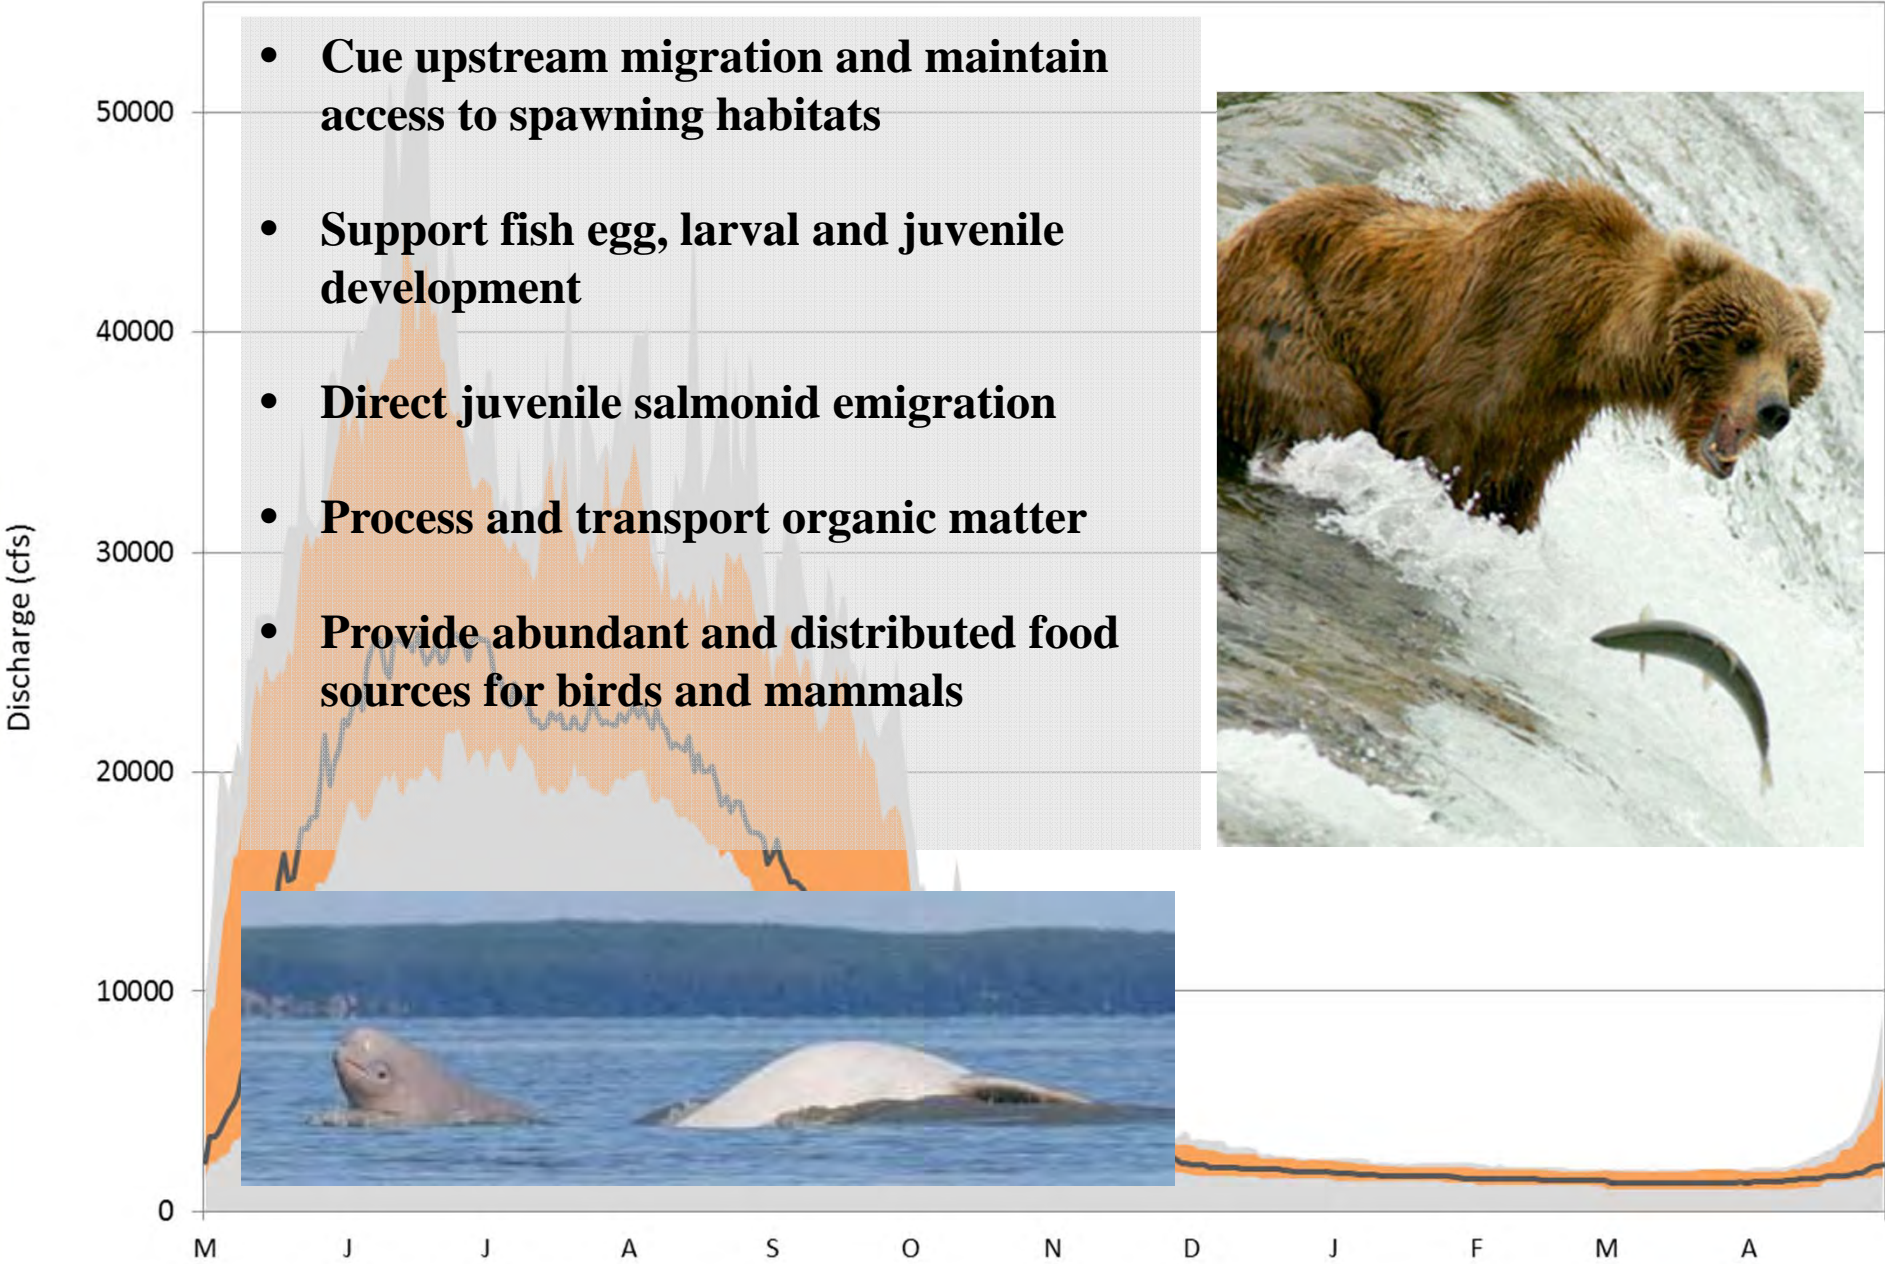 • Cue upstream migration and maintain
access to spawning habitats
• Support fish egg, larval and juvenile
development
• Direct juvenile salmonid emigration
• Process and transport organic matter
• Provide abundant and distributed food
sources for birds and mammals
Discharge (cfs)
50000
40000
30000
20000
10000
0
M J J A S O N D J F M A